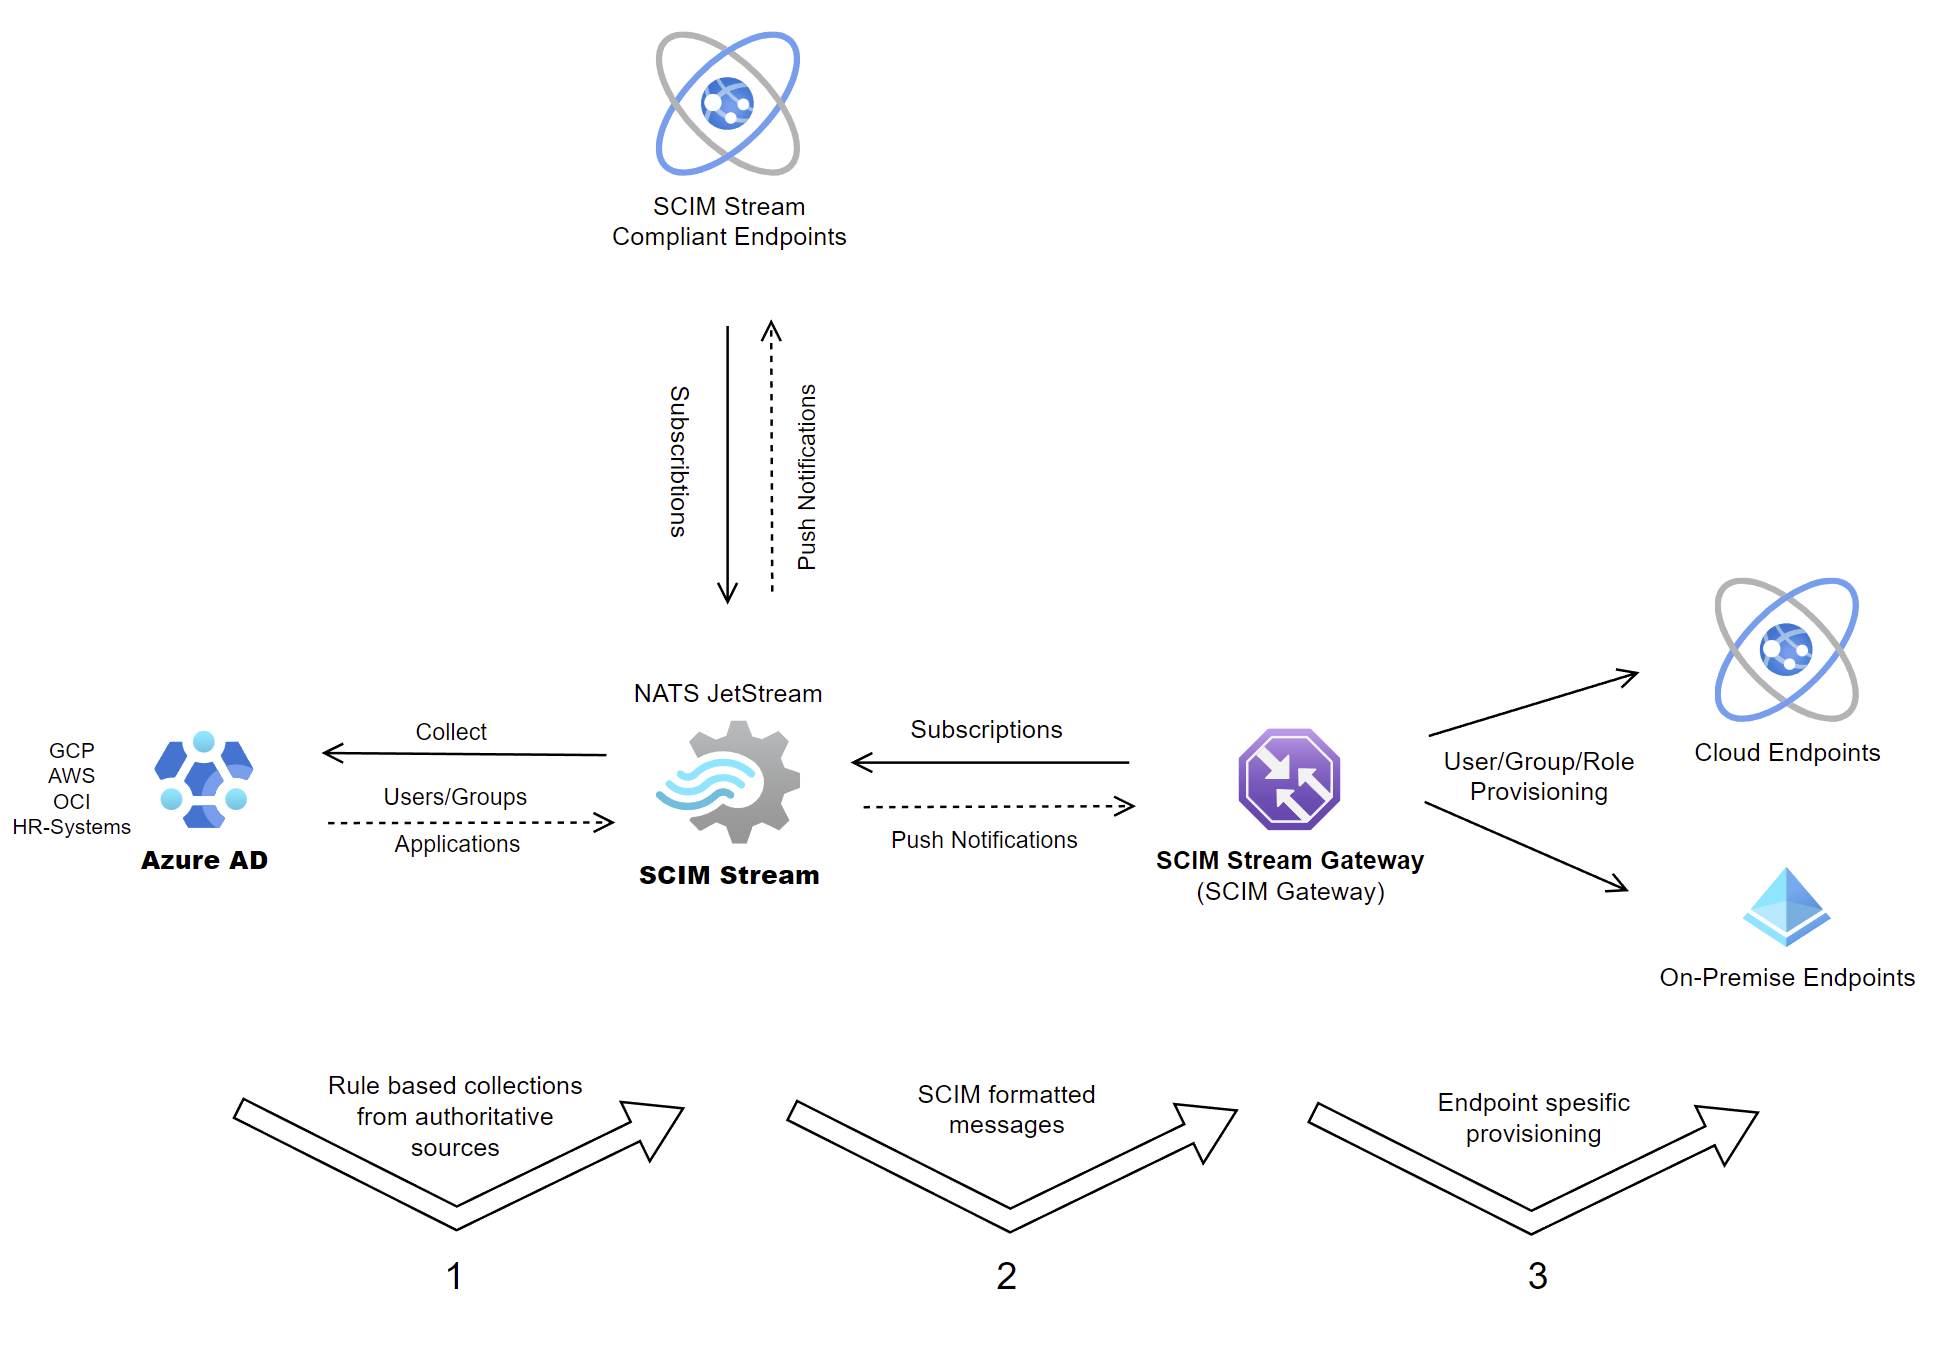 SCIM Stream
Compliant Endpoints
Subscribtions
Push Notifications
NATS JetStream
SCIM Stream
GCP
AWS
OCI
HR-Systems
Azure AD
Collect
Users/Groups
Applications
Subscriptions
Push Notifications
SCIM Stream Gateway
(SCIM Gateway)
User/Group/Role
Provisioning
Cloud Endpoints
On-Premise Endpoints
Rule based collections
from authoritative
sources
1
SCIM formatted
messages
2
Endpoint spesific
provisioning
3